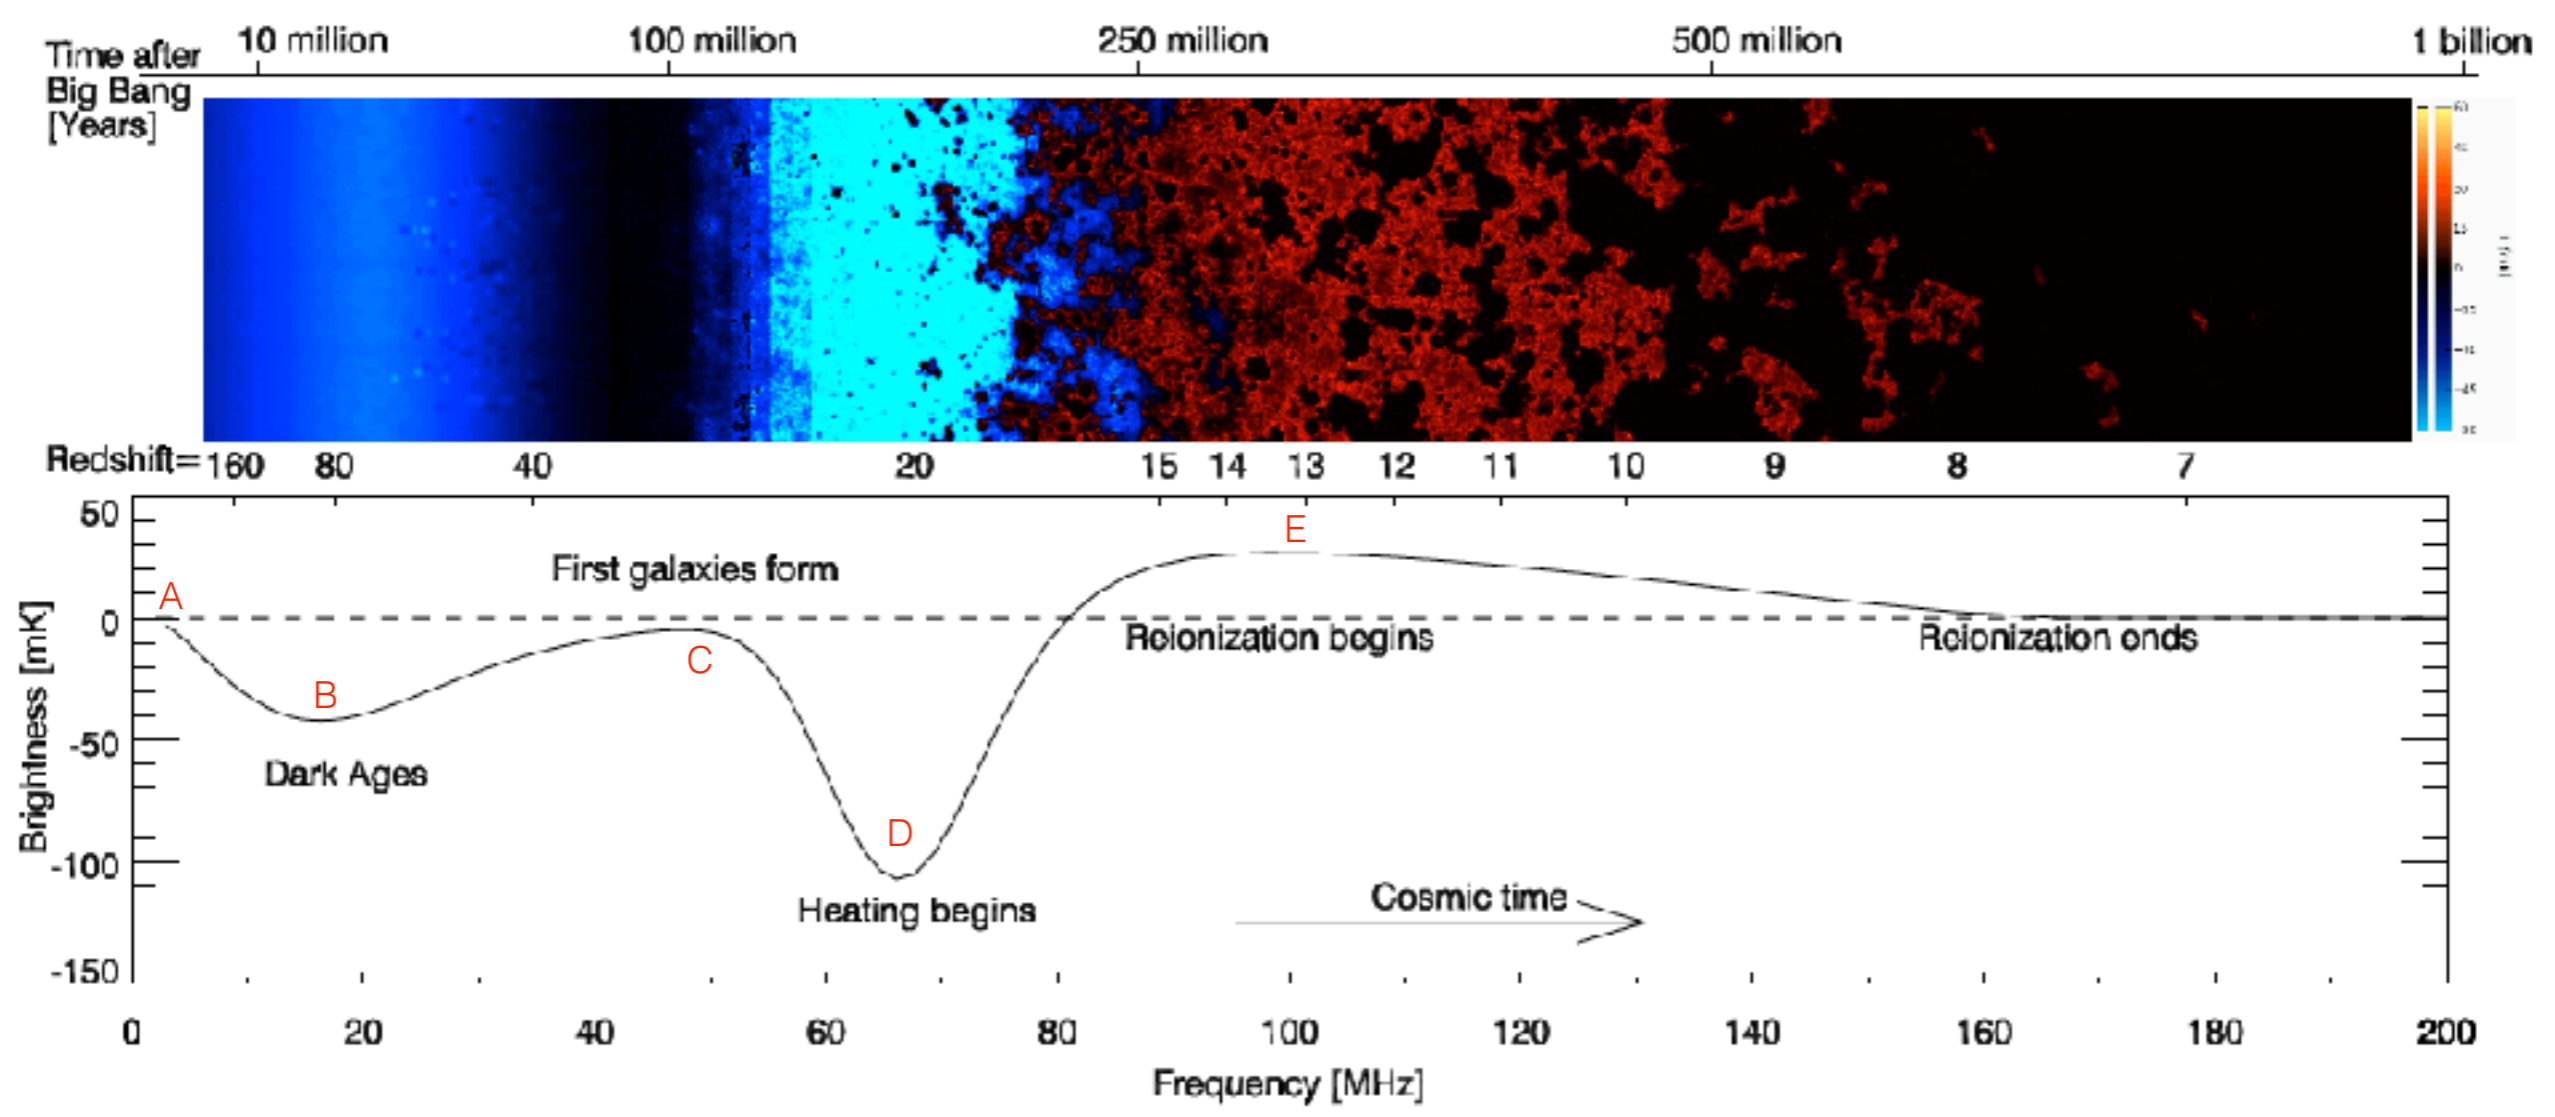 Time after
Big Bang
[Years]
10 million
100 million
250 million
500 million
1 billion
Redshift=
160
80
40
20
15
14
13
12
11
10
9
8
7
50
0
-50
-100
-150
Brightness [mK]
A
B
C
D
E
First galaxies form
Dark Ages
Heating begins
Reionization begins
Reionization ends
Cosmic time
0
20
40
60
80
100
120
140
160
180
200
Frequency [MHz]